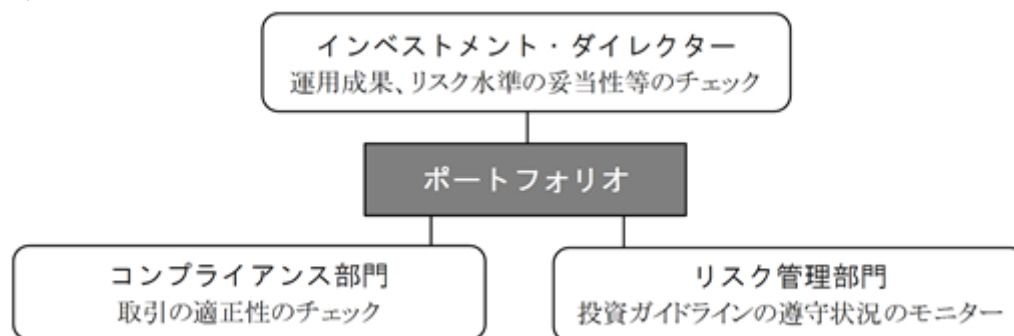 インベストメント・ダイレクター
運用成果、リスク水準の妥当性等のチェック
ポートフォリオ
コンプライアンス部門
取引の適正性のチェック
リスク管理部門
投資ガイドラインの遵守状況のモニター